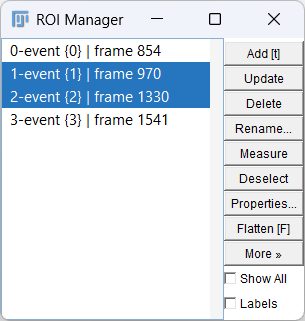 ROI Manager
0-event {0} | frame 854
1-event {1} | frame 970
2-event {2} | frame 1330
3-event {3} | frame 1541
Add [t]
Update
Delete
Rename...
Measure
Deselect
Properties...
Flatten [F]
More »
Show All
Labels